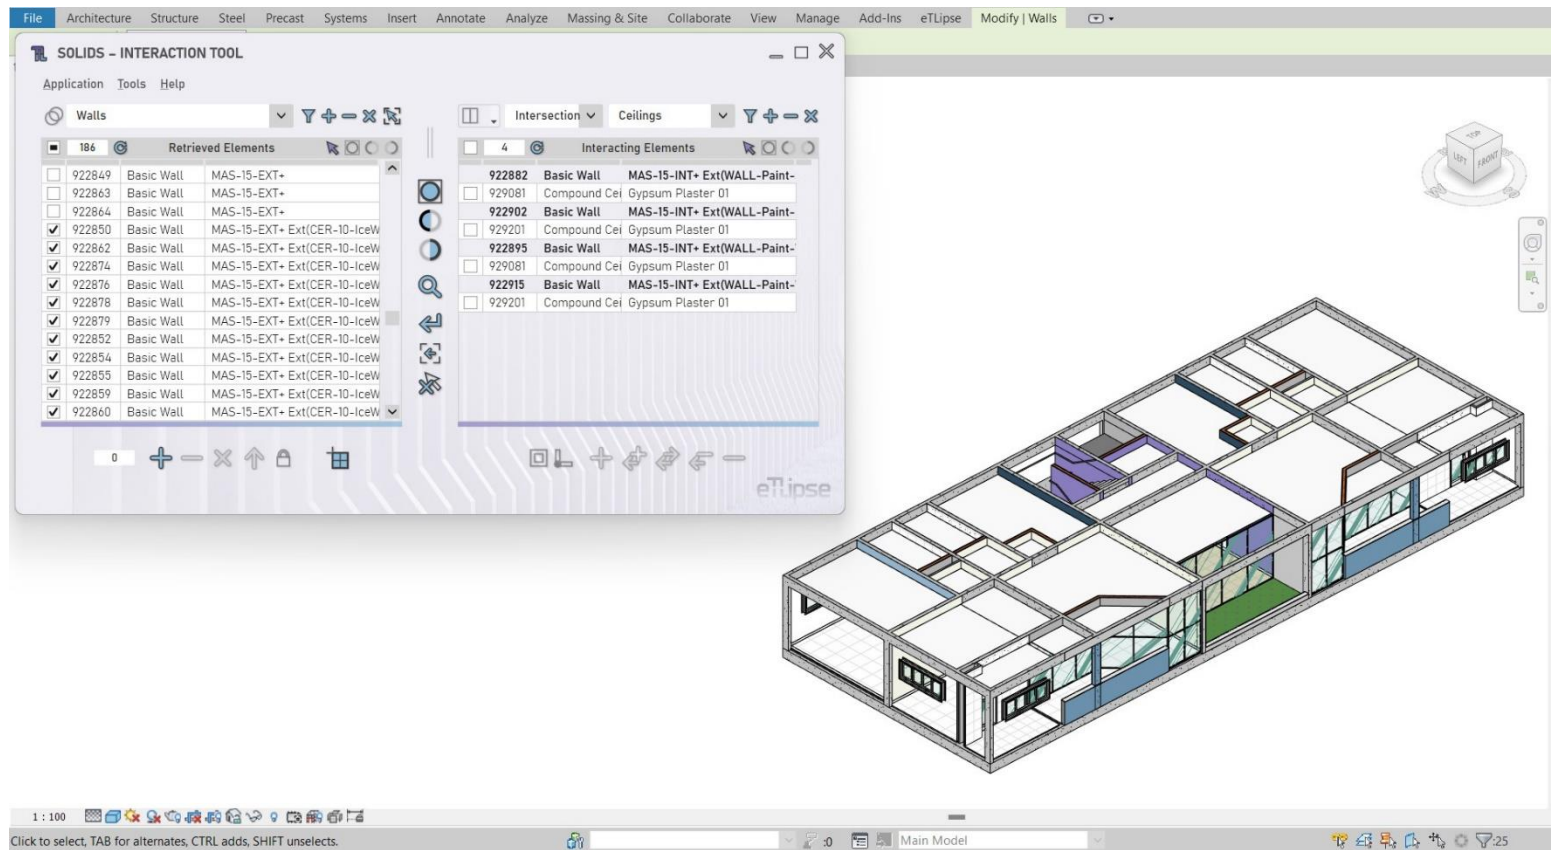 File Architecture Structure Steel Precast Systems Insert Annotate Analyze Massing & Site Collaborate View Manage Add-Ins eTLipse Modify | Walls
SOLIDS – INTERACTION TOOL
Application Tools Help
Walls
Intersection Ceilings
186 Retrieved Elements
4 Interacting Elements
922849 Basic Wall MAS-15-EXT+
922863 Basic Wall MAS-15-EXT+
922864 Basic Wall MAS-15-EXT+
922850 Basic Wall MAS-15-EXT+ Ext(CER-10-IceW
922862 Basic Wall MAS-15-EXT+ Ext(CER-10-IceW
922874 Basic Wall MAS-15-EXT+ Ext(CER-10-IceW
922876 Basic Wall MAS-15-EXT+ Ext(CER-10-IceW
922878 Basic Wall MAS-15-EXT+ Ext(CER-10-IceW
922879 Basic Wall MAS-15-EXT+ Ext(CER-10-IceW
922852 Basic Wall MAS-15-EXT+ Ext(CER-10-IceW
922854 Basic Wall MAS-15-EXT+ Ext(CER-10-IceW
922855 Basic Wall MAS-15-EXT+ Ext(CER-10-IceW
922859 Basic Wall MAS-15-EXT+ Ext(CER-10-IceW
922860 Basic Wall MAS-15-EXT+ Ext(CER-10-IceW
922882 Basic Wall MAS-15-INT+ Ext(WALL-Paint-
929081 Compound Cei Gypsum Plaster 01
922902 Basic Wall MAS-15-INT+ Ext(WALL-Paint-
929201 Compound Cei Gypsum Plaster 01
922895 Basic Wall MAS-15-INT+ Ext(WALL-Paint-
929081 Compound Cei Gypsum Plaster 01
922915 Basic Wall MAS-15-INT+ Ext(WALL-Paint-
929201 Compound Cei Gypsum Plaster 01
0
eTLipse
TOP
LEFT FRONT
1 : 100
Click to select, TAB for alternates, CTRL adds, SHIFT unselects.
:0 Main Model
:25